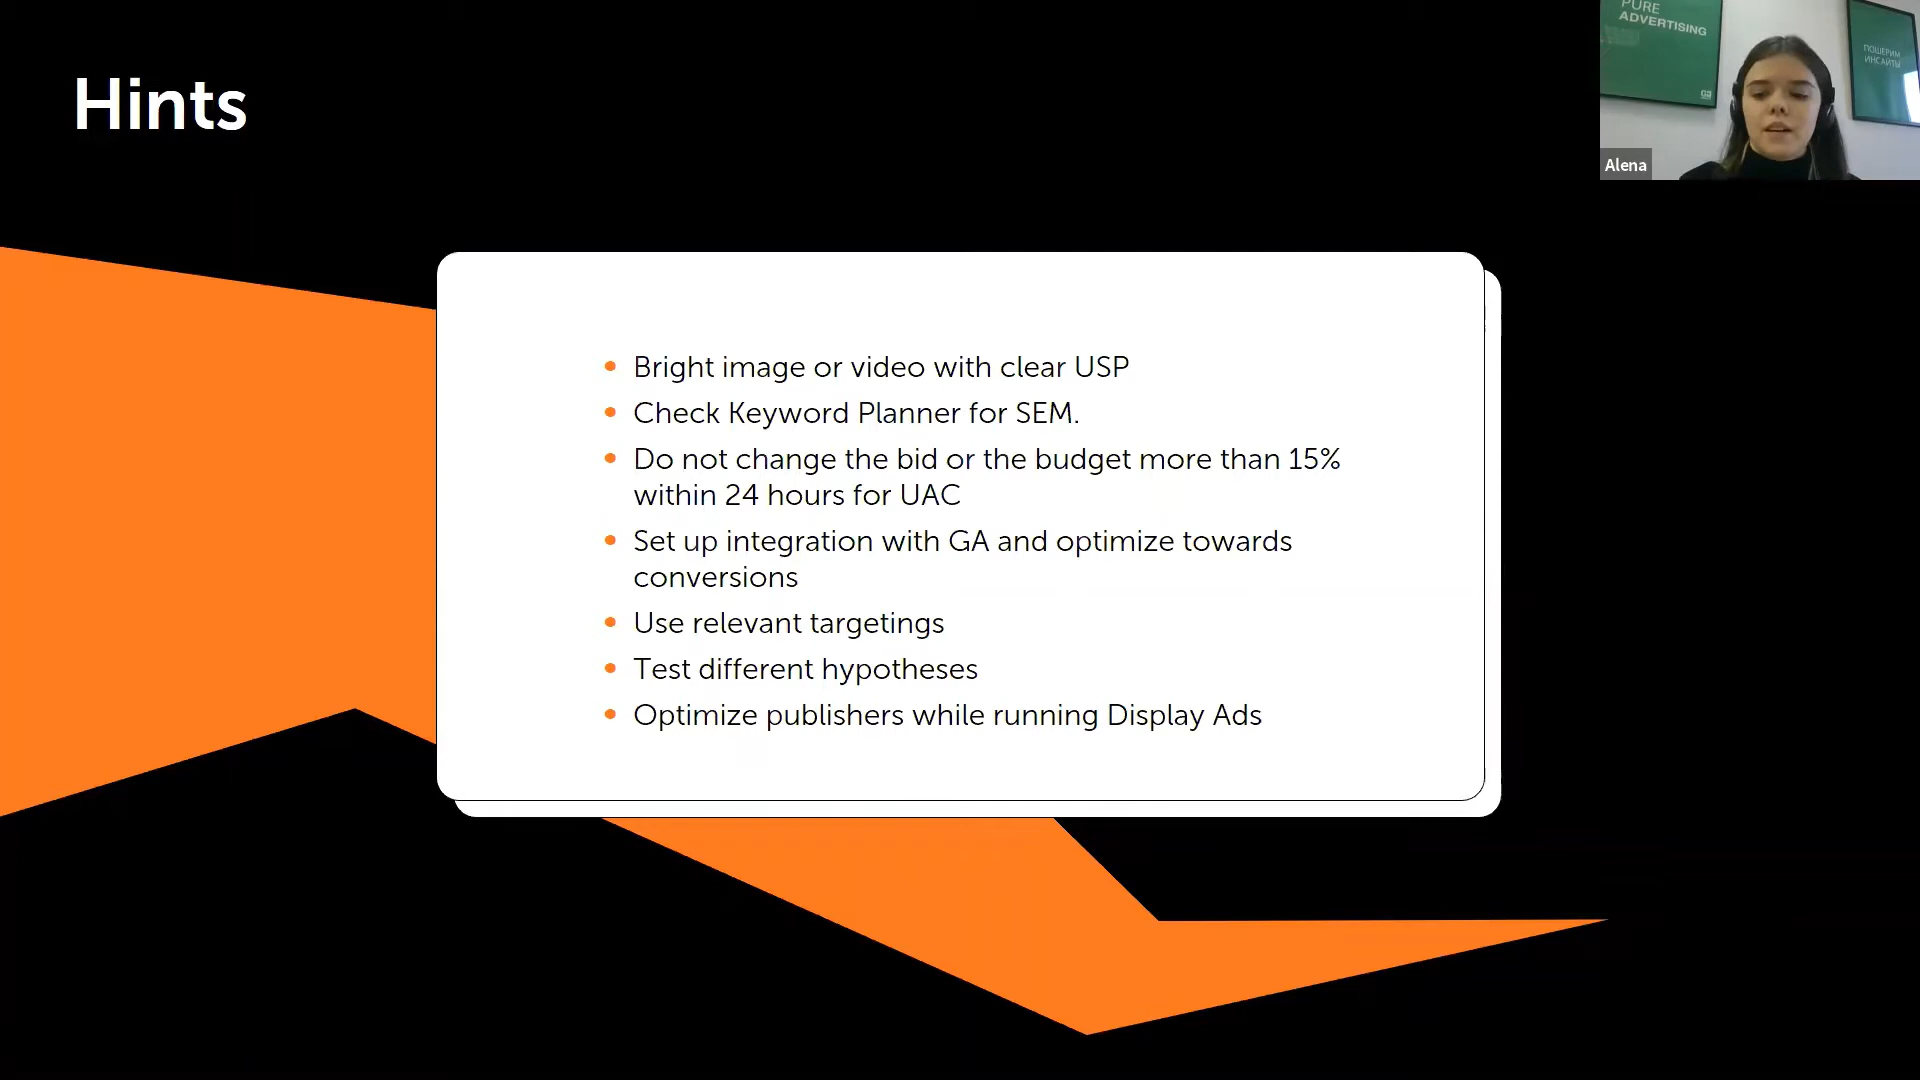 Hints
PURE
ADVERTISING
ПОШЕРИМ
ИНСАЙТЫ
Alena
• Bright image or video with clear USP
• Check Keyword Planner for SEM.
• Do not change the bid or the budget more than 15%
within 24 hours for UAC
• Set up integration with GA and optimize towards
conversions
• Use relevant targetings
• Test different hypotheses
• Optimize publishers while running Display Ads